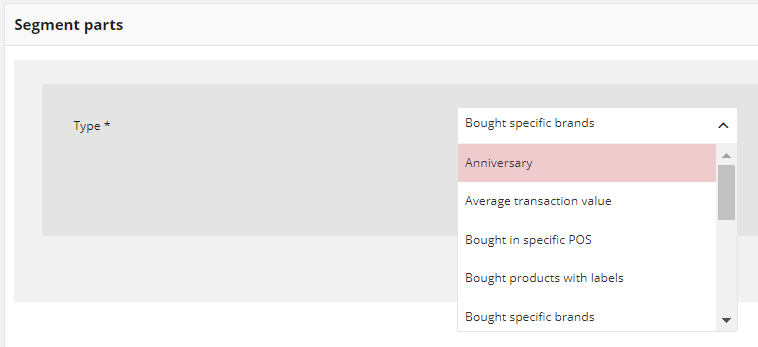 Segment parts
Type *
Bought specific brands
Anniversary
Average transaction value
Bought in specific POS
Bought products with labels
Bought specific brands